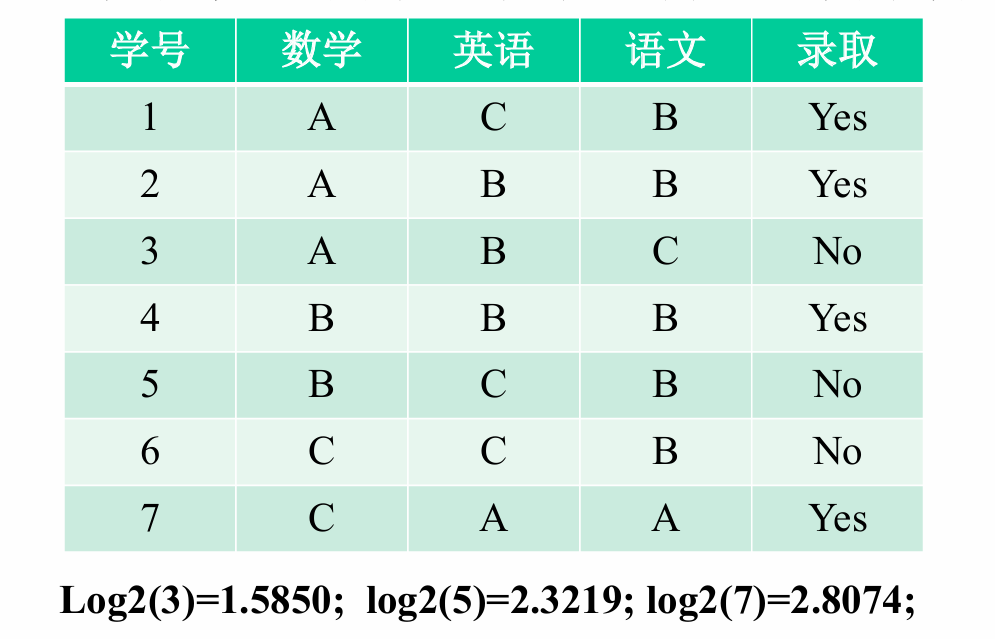 学号 数学 英语 语文 录取
1 A C B Yes
2 A B B Yes
3 A B C No
4 B B B Yes
5 B C B No
6 C C B No
7 C A A Yes
Log2(3)=1.5850; log2(5)=2.3219; log2(7)=2.8074;